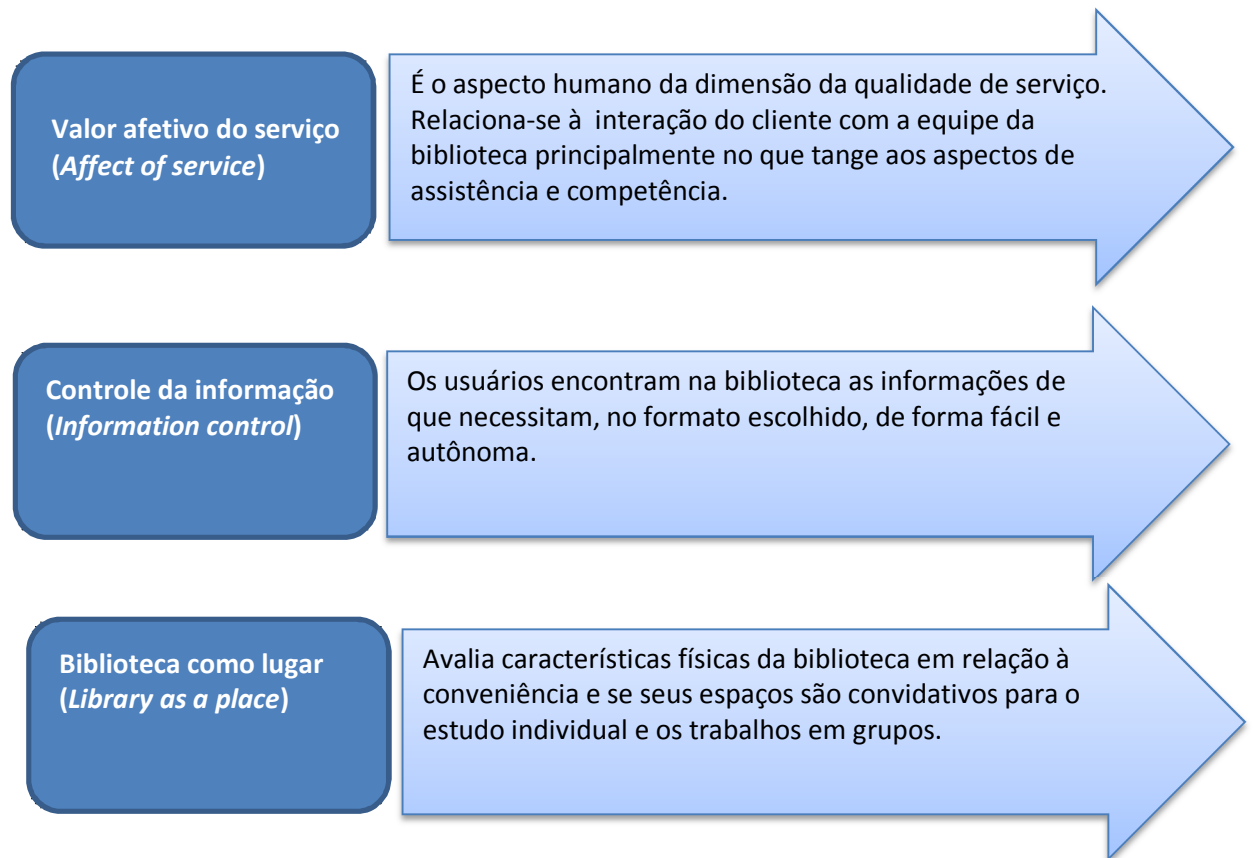 Valor afetivo do serviço
(Affect of service)
É o aspecto humano da dimensão da qualidade de serviço.
Relaciona-se à interação do cliente com a equipe da
biblioteca principalmente no que tange aos aspectos de
assistência e competência.
Controle da informação
(Information control)
Os usuários encontram na biblioteca as informações de
que necessitam, no formato escolhido, de forma fácil e
autônoma.
Biblioteca como lugar
(Library as a place)
Avalia características físicas da biblioteca em relação à
conveniência e se seus espaços são convidativos para o
estudo individual e os trabalhos em grupos.